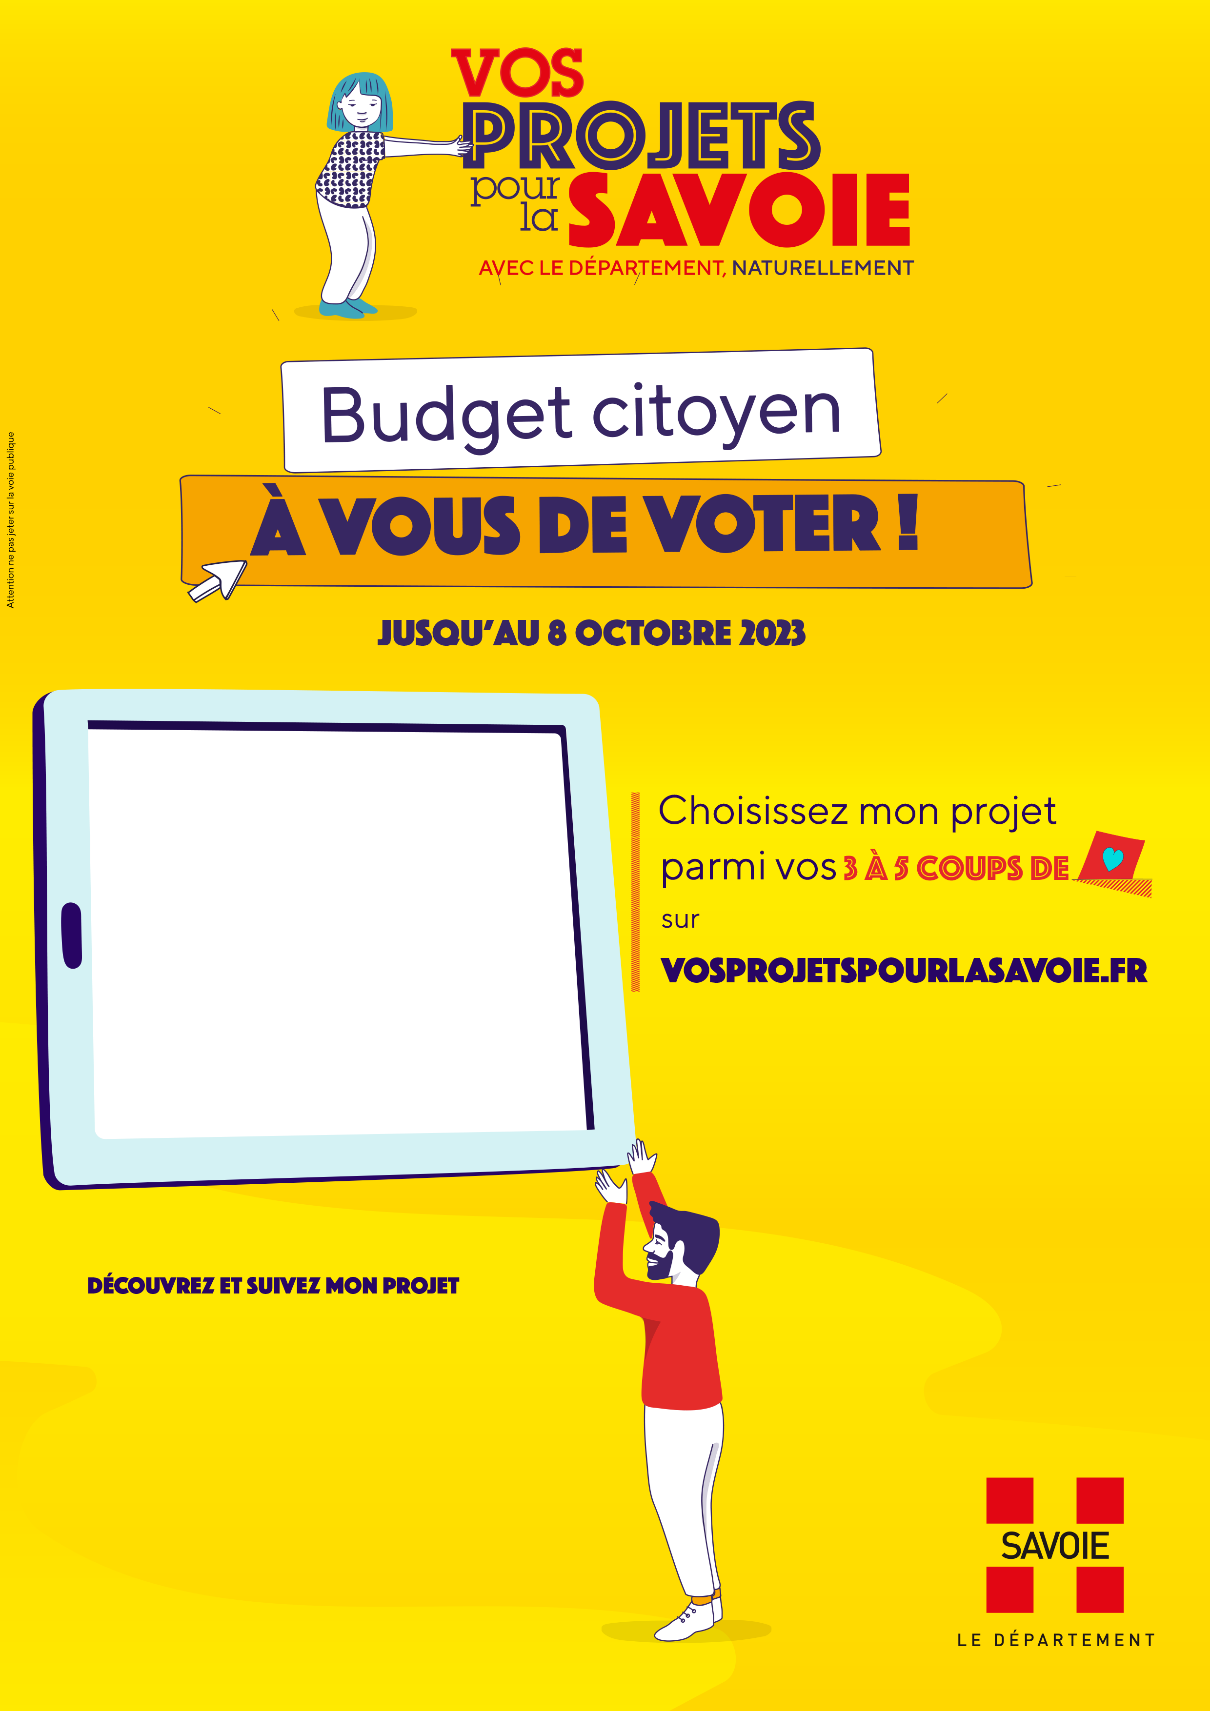 VOS
PROJETS
pour
la
SAVOIE
AVEC LE DÉPARTEMENT, NATURELLEMENT
Budget citoyen
À VOUS DE VOTER !
JUSQU'AU 8 OCTOBRE 2023
Attention ne pas jeter sur la voie publique
Choisissez mon projet
parmi vos 3 À 5 COUPS DE
sur
VOSPROJETSPOURLASAVOIE.FR
DÉCOUVREZ ET SUIVEZ MON PROJET
SAVOIE
LE DÉPARTEMENT